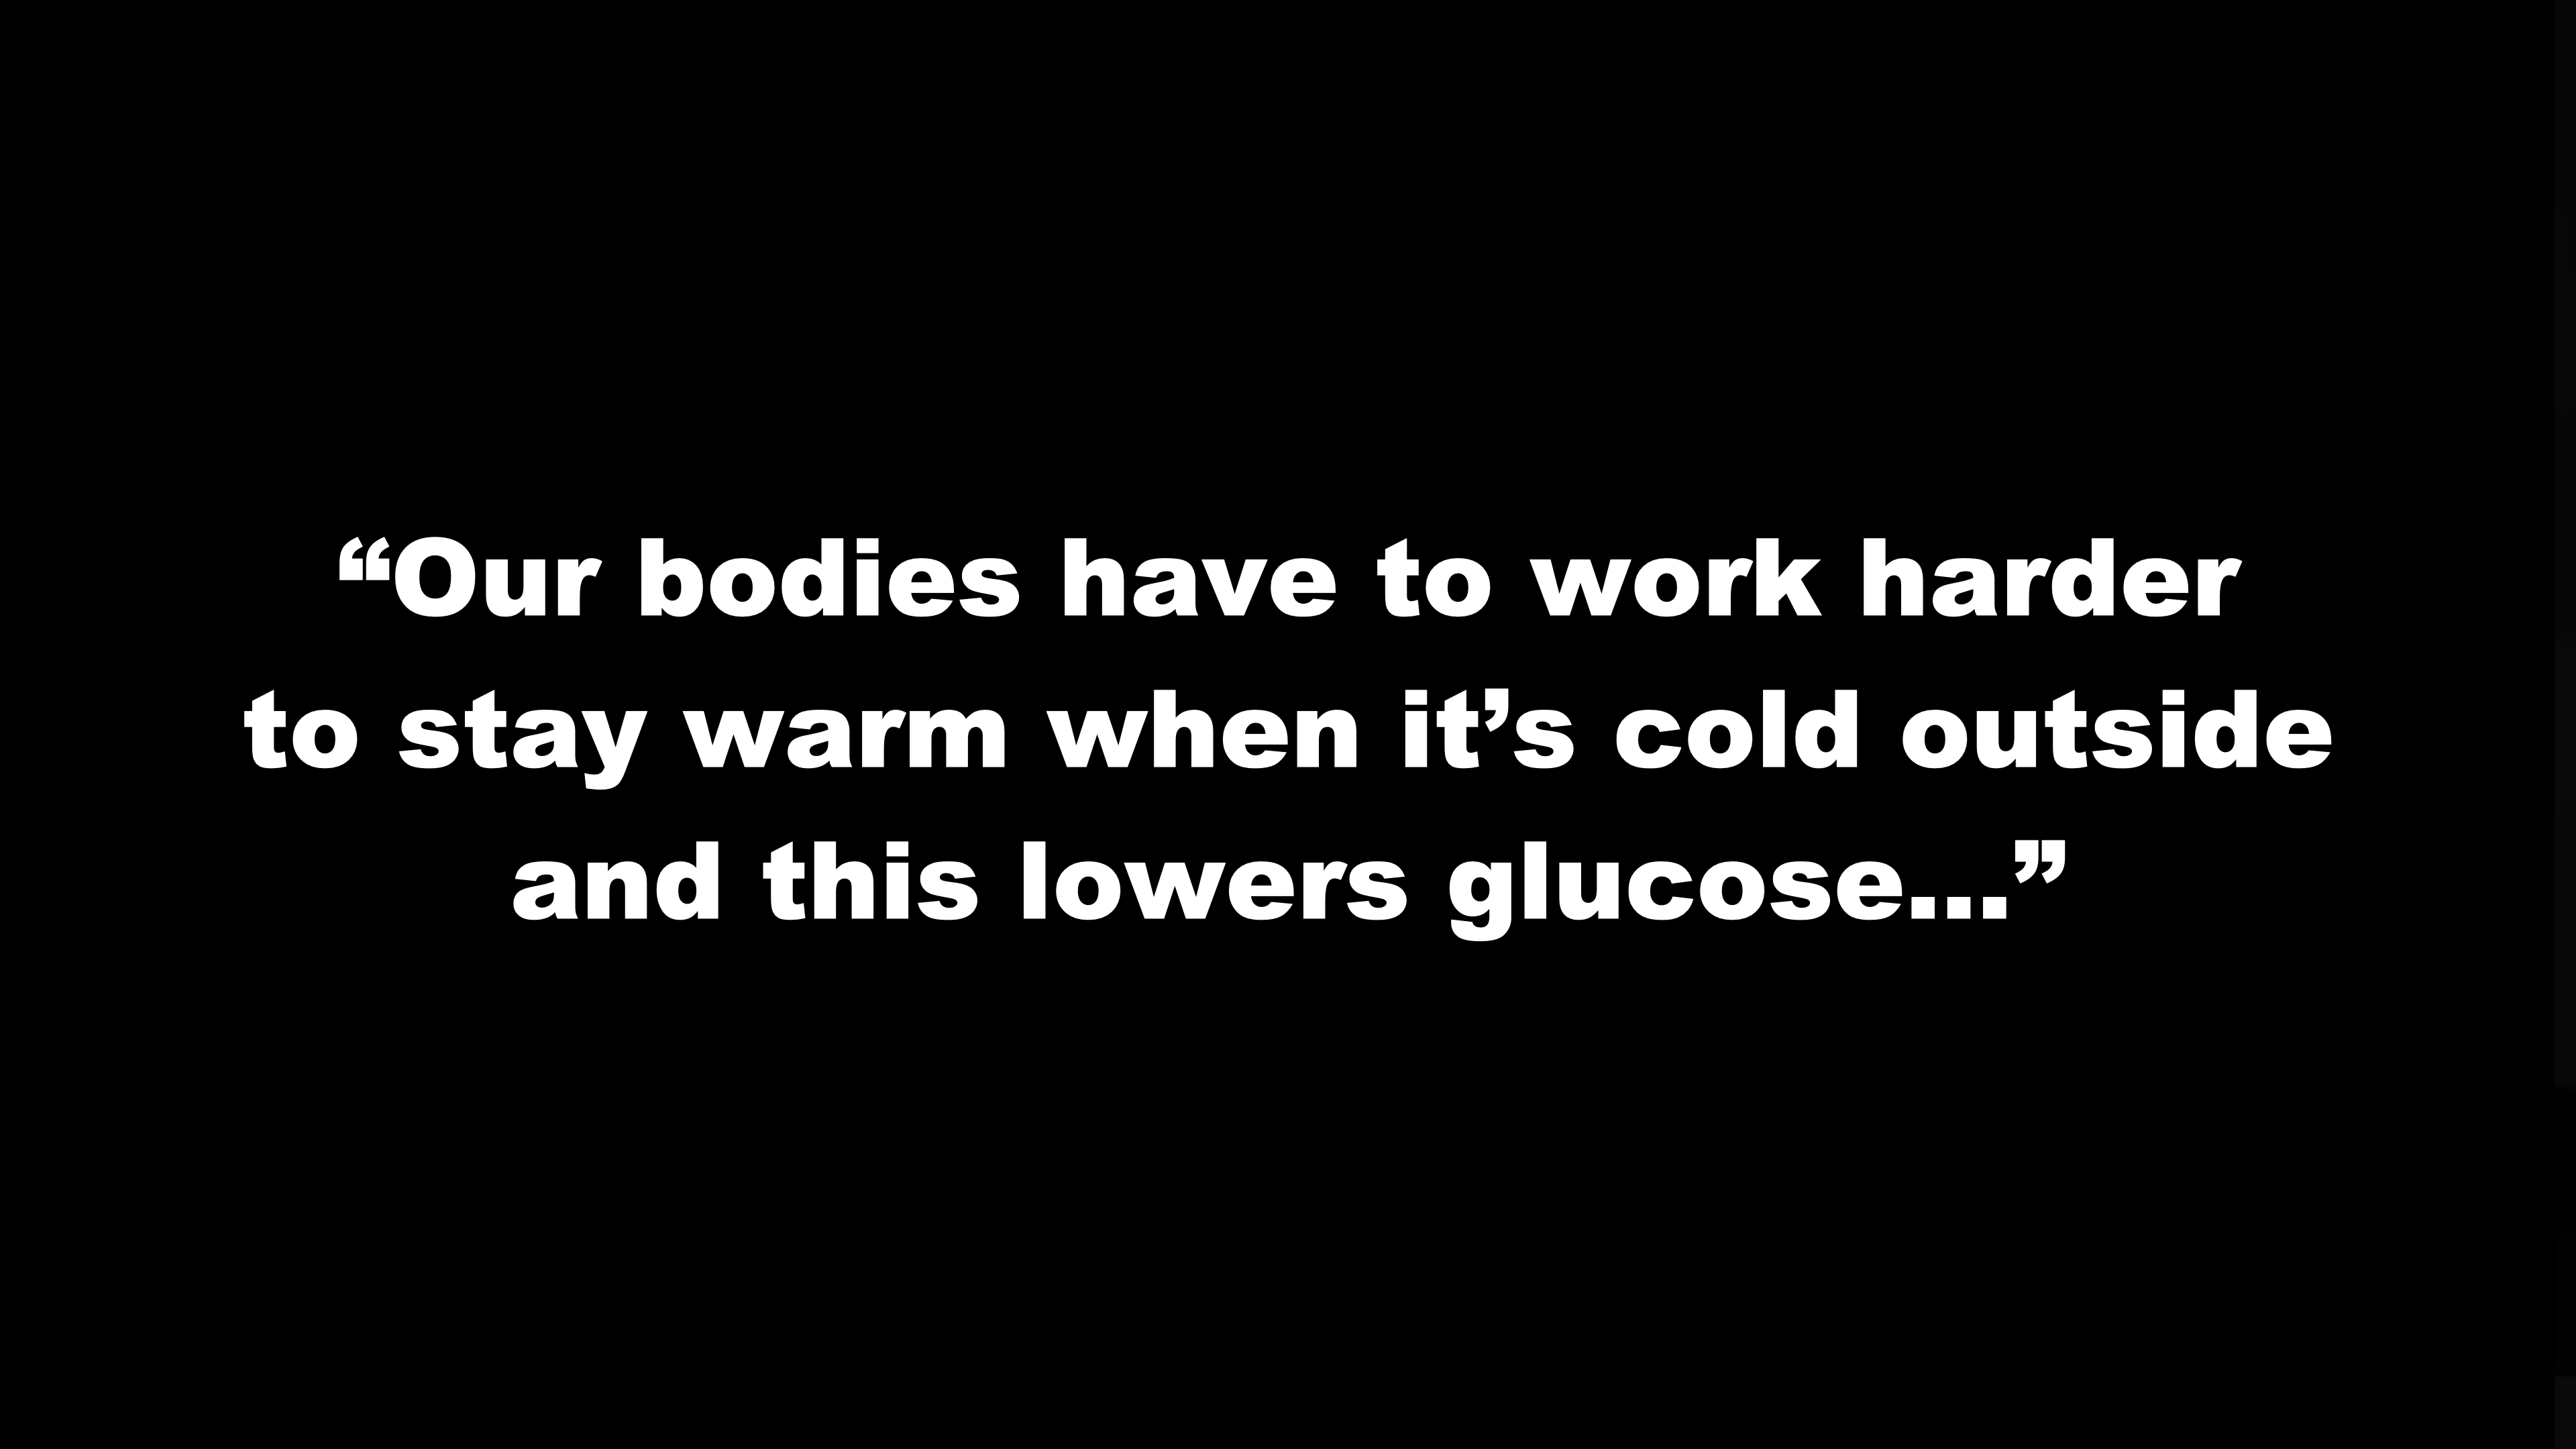 “Our bodies have to work harder
to stay warm when it’s cold outside
and this lowers glucose...”